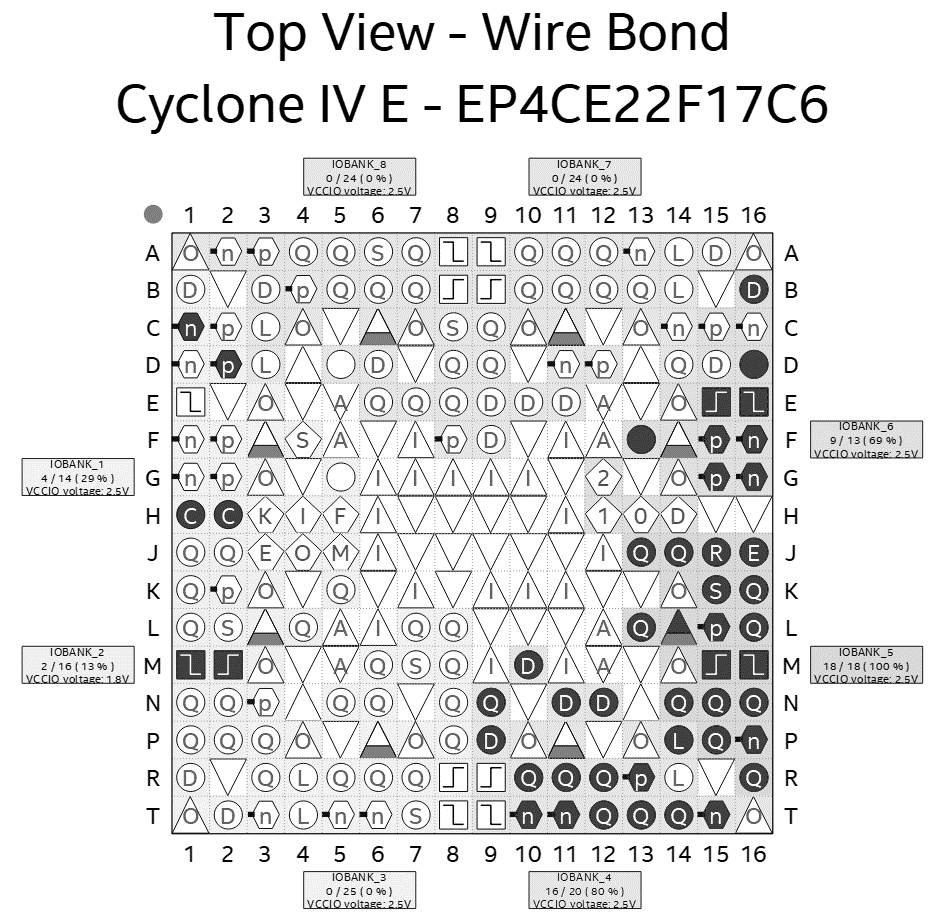 Top View - Wire Bond
Cyclone IV E - EP4CE22F17C6
IOBANK_8
0 / 24 ( 0 % )
VCCIO voltage: 2.5V
IOBANK_7
0 / 24 ( 0 % )
VCCIO voltage: 2.5V
1 2 3 4 5 6 7 8 9 10 11 12 13 14 15 16
A O n p Q Q S Q Q Q Q n L D O A
B D D p Q Q Q Q Q Q Q L D B
C n p L O O S Q O O n p n C
D n p L D Q Q n p Q D D
E O A Q Q Q D D D A O E
F n p S A I p D I A p n F
IOBANK_6
9 / 13 ( 69 % )
VCCIO voltage: 2.5V
IOBANK_1
4 / 14 ( 29 % )
VCCIO voltage: 2.5V
G n p O I I I I I 2 O p n G
H C C K I F I I 1 0 D H
J Q Q E O M I I Q Q R E J
K Q p O Q I I I I O S Q K
L Q S Q A I Q Q A Q p Q L
IOBANK_2
2 / 16 ( 13 % )
VCCIO voltage: 1.8V
M O A Q S Q I D I A O M
IOBANK_5
18 / 18 ( 100 % )
VCCIO voltage: 2.5V
N Q Q p Q Q Q Q D D Q Q Q N
P Q Q Q O O Q D O O L Q n P
R D Q L Q Q Q Q Q Q p L Q R
T O D n L n n S n n Q Q Q n O T
1 2 3 4 5 6 7 8 9 10 11 12 13 14 15 16
IOBANK_3
0 / 25 ( 0 % )
VCCIO voltage: 2.5V
IOBANK_4
16 / 20 ( 80 % )
VCCIO voltage: 2.5V